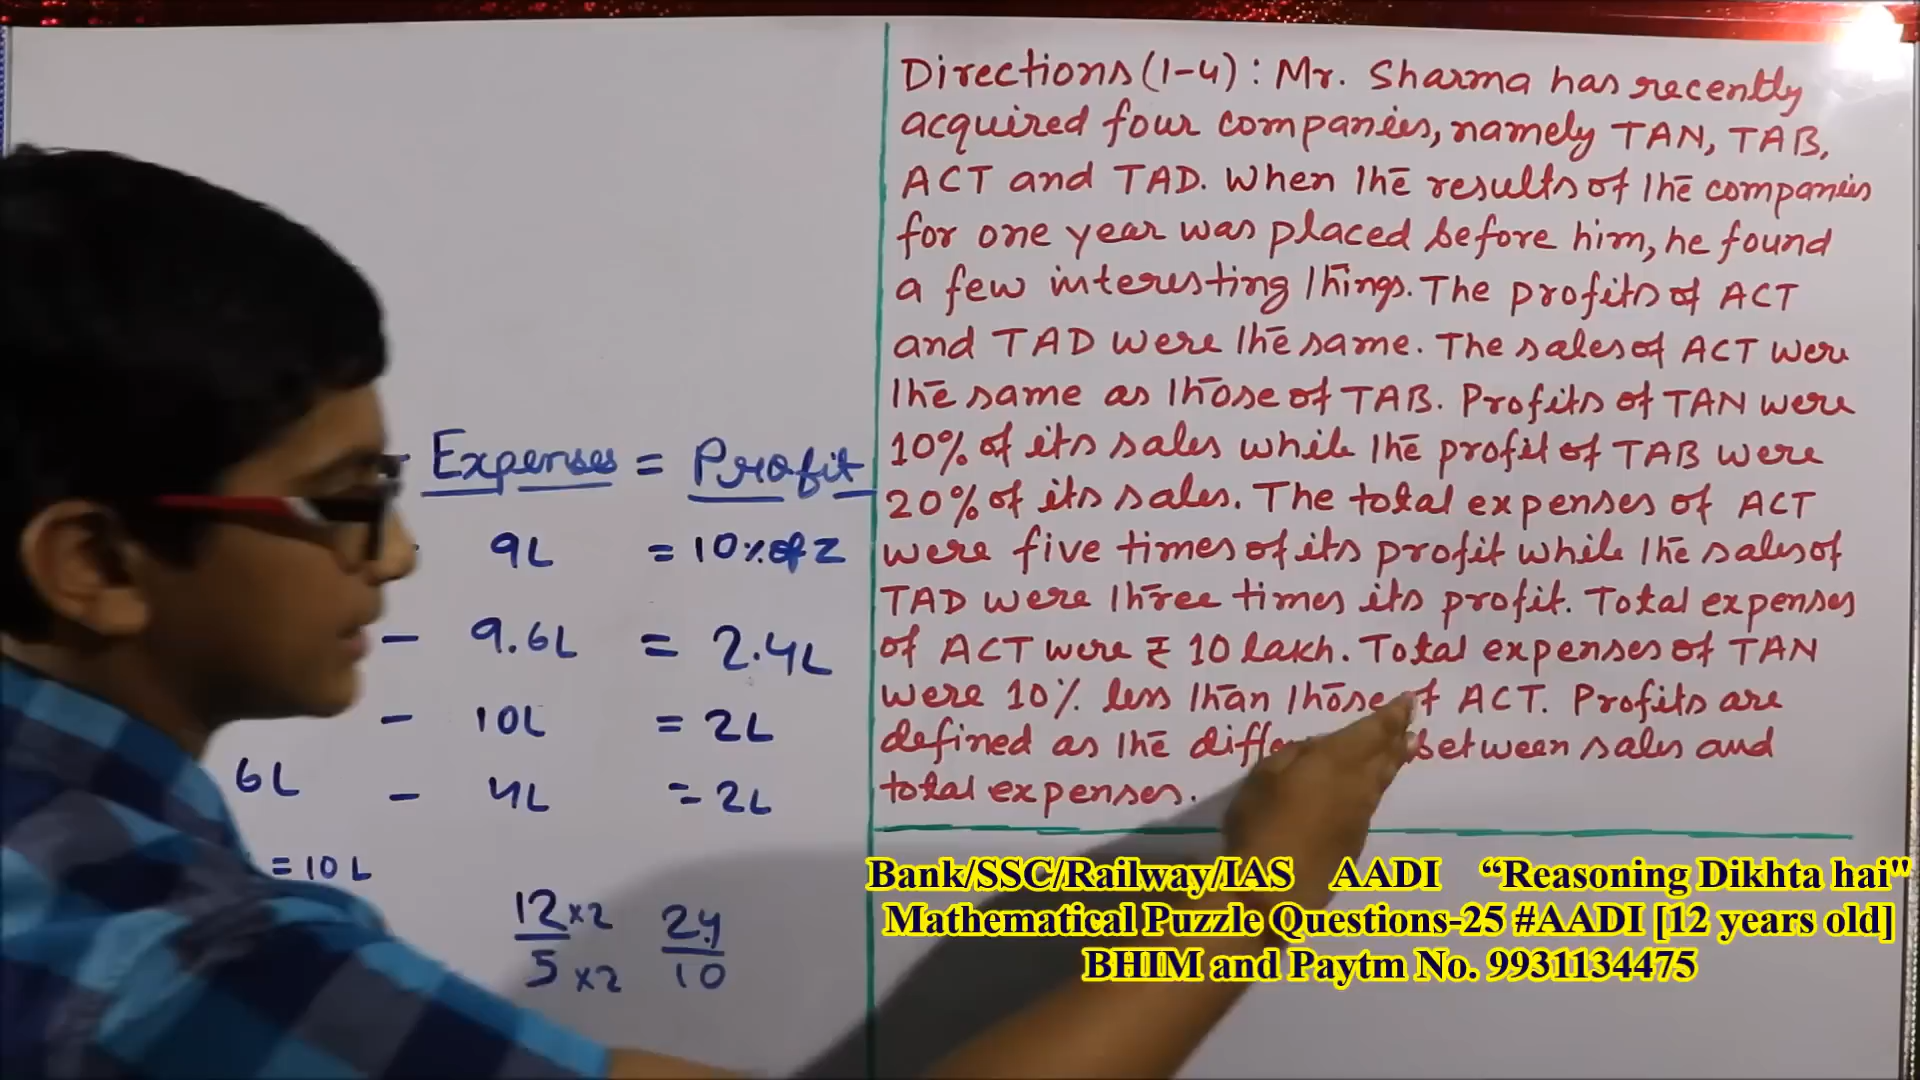 Expenses = Profit
9L = 10% of Z
– 9.6L = 2.4L
– 10L = 2L
6L – 4L = 2L
= 10L
12×2 24
5×2 10
Directions (1-4) : Mr. Sharma has recently
acquired four companies, namely TAN, TAB,
ACT and TAD. When the results of the companies
for one year was placed before him, he found
a few interesting things. The profits of ACT
and TAD were the same. The sales of ACT were
the same as those of TAB. Profits of TAN were
10% of its sales while the profit of TAB were
20% of its sales. The total expenses of ACT
were five times of its profit while the sales of
TAD were three times its profit. Total expenses
of ACT were ₹ 10 lakh. Total expenses of TAN
were 10% less than those of ACT. Profits are
defined as the between sales and
total expenses.
Bank/SSC/Railway/IAS AADI “Reasoning Dikhta hai"
Mathematical Puzzle Questions-25 #AADI [12 years old]
BHIM and Paytm No. 9931134475